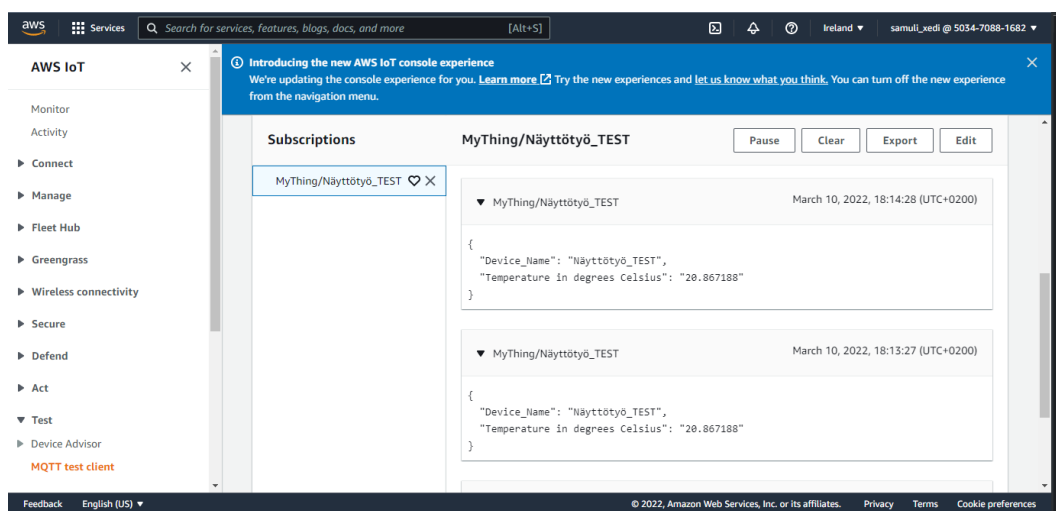 aws
Services
Search for services, features, blogs, docs, and more
[Alt+S]
Ireland ▼
samuli_xedi @ 5034-7088-1682 ▼
AWS IoT
Monitor
Activity
Connect
Manage
Fleet Hub
Greengrass
Wireless connectivity
Secure
Defend
Act
Test
Device Advisor
MQTT test client
Introducing the new AWS IoT console experience
We're updating the console experience for you. Learn more Try the new experiences and let us know what you think. You can turn off the new experience
from the navigation menu.
Subscriptions
MyThing/Näyttötyö_TEST
MyThing/Näyttötyö_TEST
Pause
Clear
Export
Edit
MyThing/Näyttötyö_TEST
March 10, 2022, 18:14:28 (UTC+0200)
{
"Device_Name": "Näyttötyö_TEST",
"Temperature in degrees Celsius": "20.867188"
}
MyThing/Näyttötyö_TEST
March 10, 2022, 18:13:27 (UTC+0200)
{
"Device_Name": "Näyttötyö_TEST",
"Temperature in degrees Celsius": "20.867188"
}
Feedback
English (US) ▼
© 2022, Amazon Web Services, Inc. or its affiliates.
Privacy
Terms
Cookie preferences